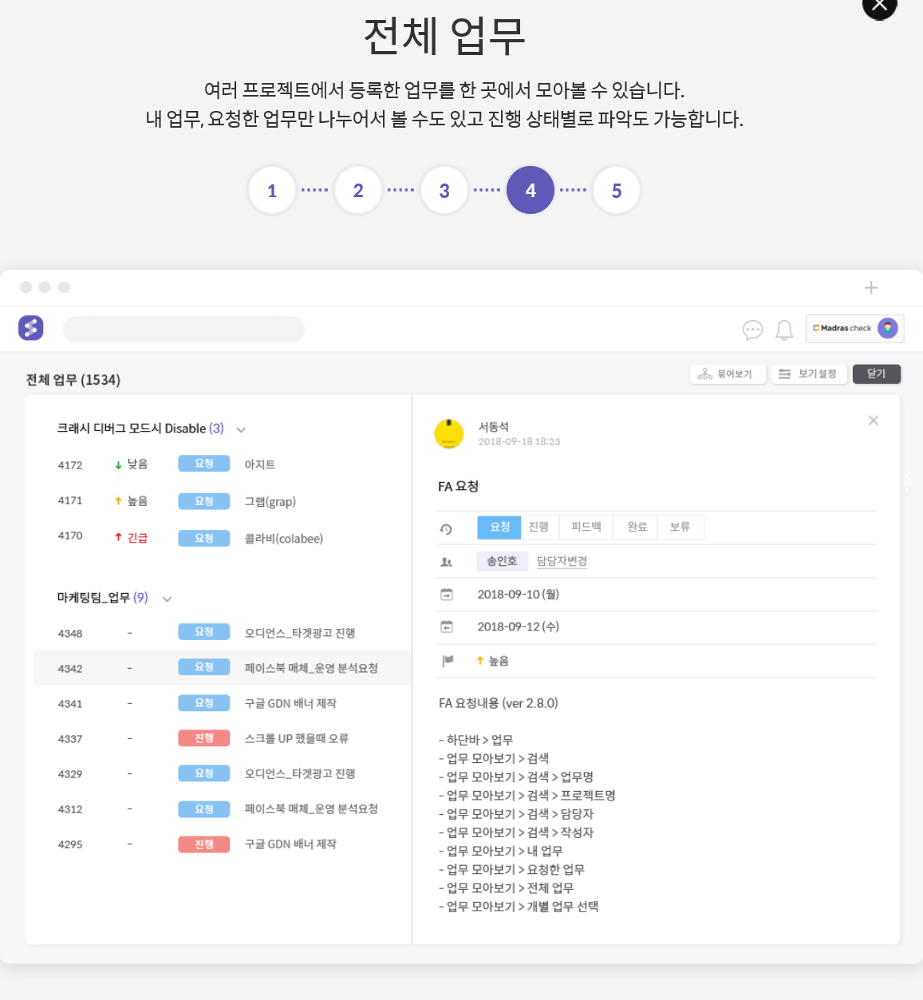 전체 업무
여러 프로젝트에서 등록한 업무를 한 곳에서 모아볼 수 있습니다.
내 업무, 요청한 업무만 나누어서 볼 수도 있고 진행 상태별로 파악도 가능합니다.
1 2 3 4 5
Madras check
전체 업무 (1534)
묶어보기 보기설정 닫기
크래시 디버그 모드시 Disable (3)
4172 낮음 요청 아지트
4171 높음 요청 그랩(grap)
4170 긴급 요청 콜라비(colabee)
마케팅팀_업무 (9)
4348 - 요청 오디언스_타겟광고 진행
4342 - 요청 페이스북 매체_운영 분석요청
4341 - 요청 구글 GDN 배너 제작
4337 - 진행 스크롤 UP 했을때 오류
4329 - 요청 오디언스_타겟광고 진행
4312 - 요청 페이스북 매체_운영 분석요청
4295 - 진행 구글 GDN 배너 제작
서동석
2018-09-18 18:23
FA 요청
요청 진행 피드백 완료 보류
송인호 담당자변경
2018-09-10 (월)
2018-09-12 (수)
높음
FA 요청내용 (ver 2.8.0)
- 하단바 > 업무
- 업무 모아보기 > 검색
- 업무 모아보기 > 검색 > 업무명
- 업무 모아보기 > 검색 > 프로젝트명
- 업무 모아보기 > 검색 > 담당자
- 업무 모아보기 > 검색 > 작성자
- 업무 모아보기 > 내 업무
- 업무 모아보기 > 요청한 업무
- 업무 모아보기 > 전체 업무
- 업무 모아보기 > 개별 업무 선택